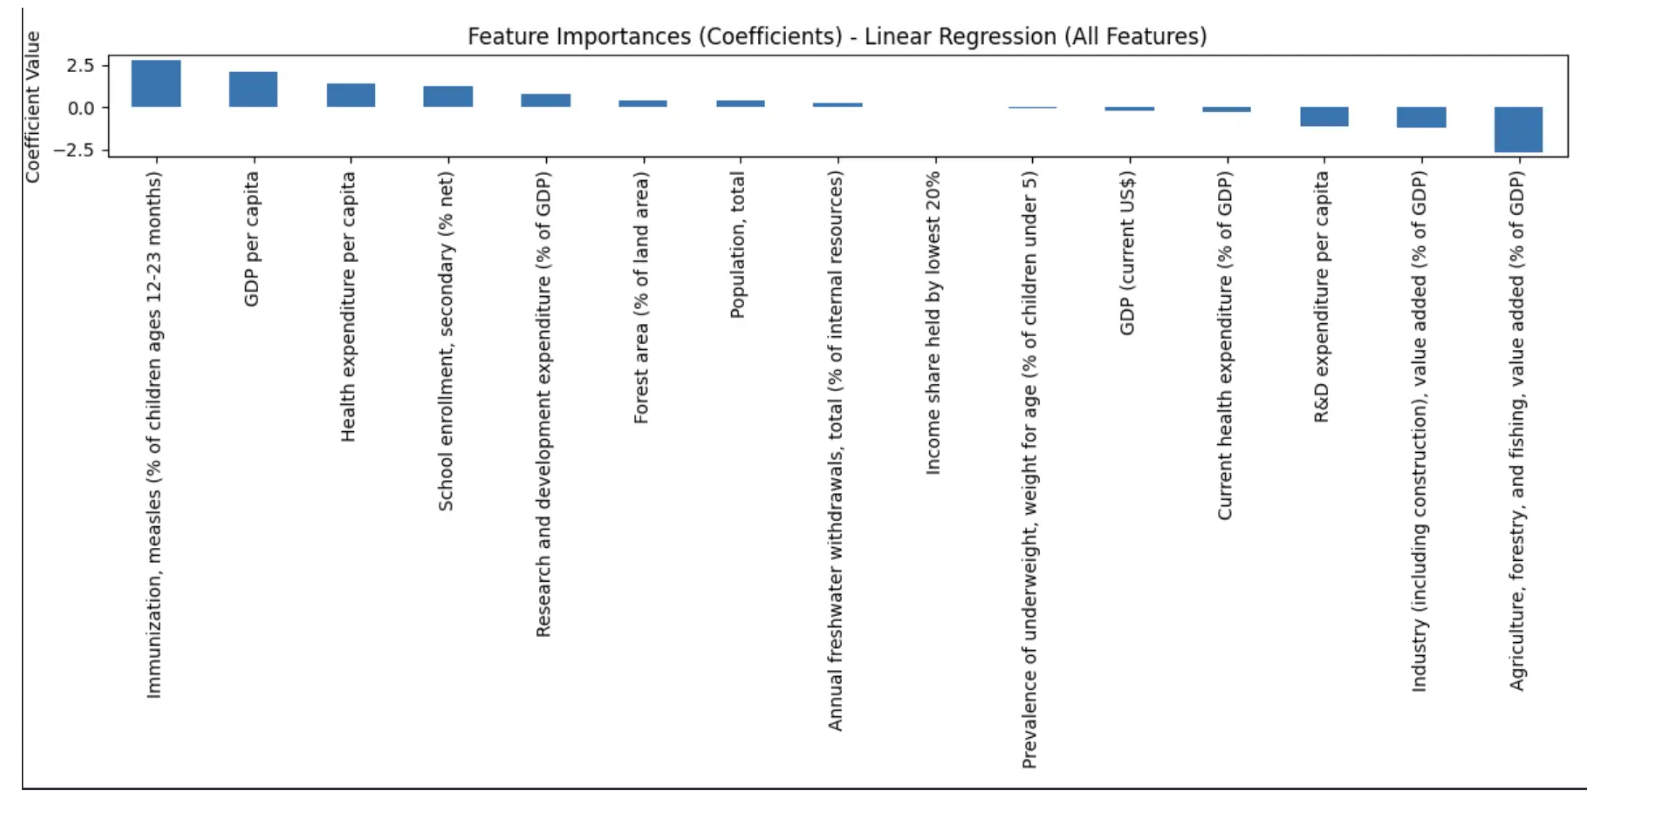 Feature Importances (Coefficients) - Linear Regression (All Features)
Coefficient Value
2.5
0.0
−2.5
Immunization, measles (% of children ages 12-23 months)
GDP per capita
Health expenditure per capita
School enrollment, secondary (% net)
Research and development expenditure (% of GDP)
Forest area (% of land area)
Population, total
Annual freshwater withdrawals, total (% of internal resources)
Income share held by lowest 20%
Prevalence of underweight, weight for age (% of children under 5)
GDP (current US$)
Current health expenditure (% of GDP)
R&D expenditure per capita
Industry (including construction), value added (% of GDP)
Agriculture, forestry, and fishing, value added (% of GDP)